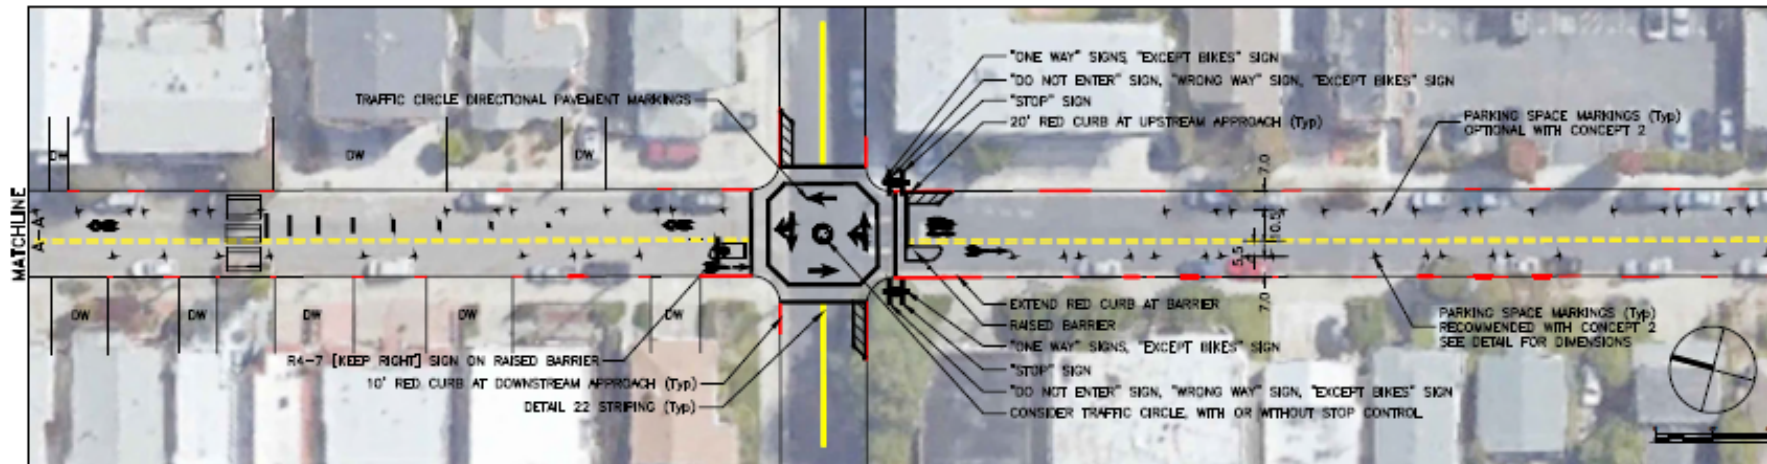 "ONE WAY" SIGNS, "EXCEPT BIKES" SIGN
"DO NOT ENTER" SIGN, "WRONG WAY" SIGN, "EXCEPT BIKES" SIGN
TRAFFIC CIRCLE DIRECTIONAL PAVEMENT MARKINGS
"STOP" SIGN
20' RED CURB AT UPSTREAM APPROACH (Typ)
PARKING SPACE MARKINGS (Typ)
OPTIONAL WITH CONCEPT 2
DW
DW
DW
7.0
MATCHLINE
A-A
10.5
5.5
7.0
EXTEND RED CURB AT BARRIER
RAISED BARRIER
"ONE WAY" SIGNS, "EXCEPT BIKES" SIGN
"STOP" SIGN
"DO NOT ENTER" SIGN, "WRONG WAY" SIGN, "EXCEPT BIKES" SIGN
CONSIDER TRAFFIC CIRCLE, WITH OR WITHOUT STOP CONTROL
PARKING SPACE MARKINGS (Typ)
RECOMMENDED WITH CONCEPT 2
SEE DETAIL FOR DIMENSIONS
DW
DW
DW
DW
DW
R4-7 [KEEP RIGHT] SIGN ON RAISED BARRIER
10' RED CURB AT DOWNSTREAM APPROACH (Typ)
DETAIL 22 STRIPING (Typ)